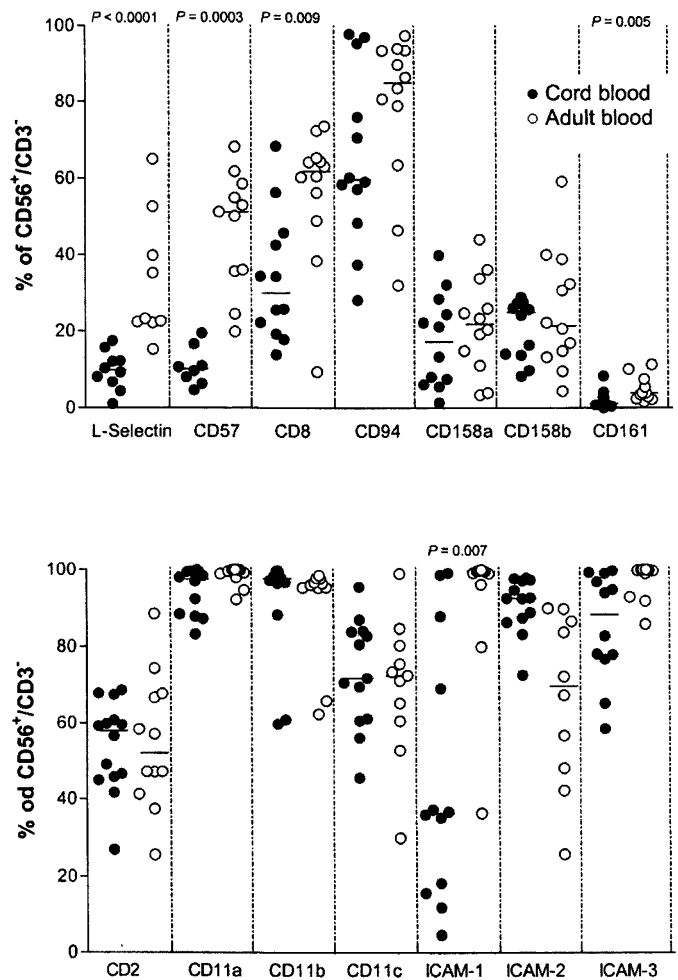 P < 0.0001 P = 0.0003 P = 0.009 P = 0.005
100
80
60
40
20
0
% of CD56⁺/CD3⁻
● Cord blood
○ Adult blood
L-Selectin CD57 CD8 CD94 CD158a CD158b CD161
P = 0.007
100
80
60
40
20
0
% od CD56⁺/CD3⁻
CD2 CD11a CD11b CD11c ICAM-1 ICAM-2 ICAM-3